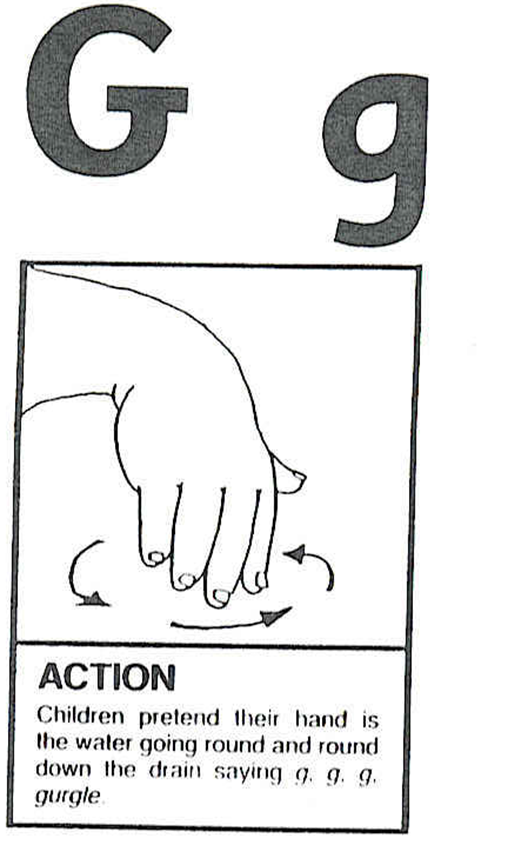 G g
ACTION
Children pretend their hand is
the water going round and round
down the drain saying g. g. g.
gurgle.